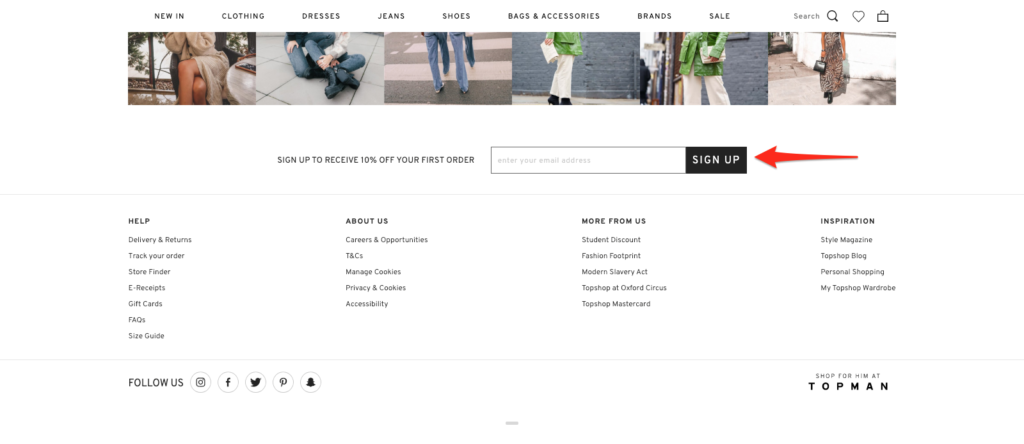 NEW IN CLOTHING DRESSES JEANS SHOES BAGS & ACCESSORIES BRANDS SALE Search
SIGN UP TO RECEIVE 10% OFF YOUR FIRST ORDER enter your email address SIGN UP
HELP
Delivery & Returns
Track your order
Store Finder
E-Receipts
Gift Cards
FAQs
Size Guide
ABOUT US
Careers & Opportunities
T&Cs
Manage Cookies
Privacy & Cookies
Accessibility
MORE FROM US
Student Discount
Fashion Footprint
Modern Slavery Act
Topshop at Oxford Circus
Topshop Mastercard
INSPIRATION
Style Magazine
Topshop Blog
Personal Shopping
My Topshop Wardrobe
FOLLOW US
SHOP FOR HIM AT
TOPMAN